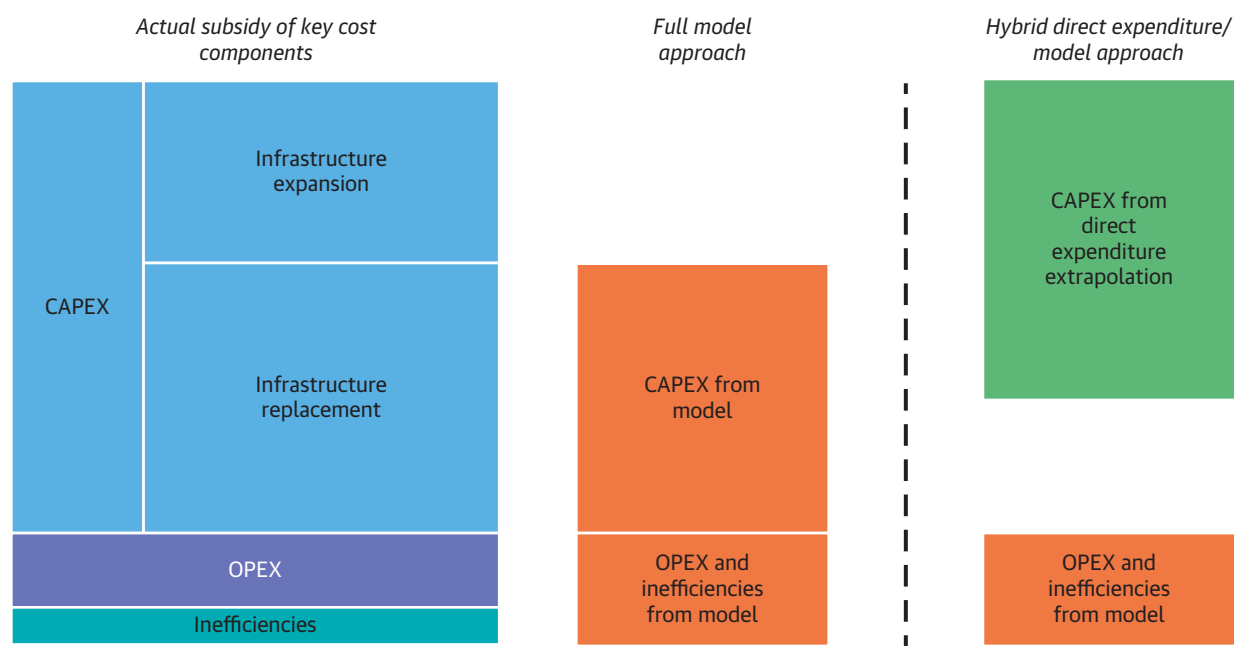 Actual subsidy of key cost
components
Full model
approach
Hybrid direct expenditure/
model approach
CAPEX
Infrastructure
expansion
Infrastructure
replacement
OPEX
Inefficiencies
CAPEX from
model
OPEX and
inefficiencies
from model
CAPEX from
direct
expenditure
extrapolation
OPEX and
inefficiencies
from model